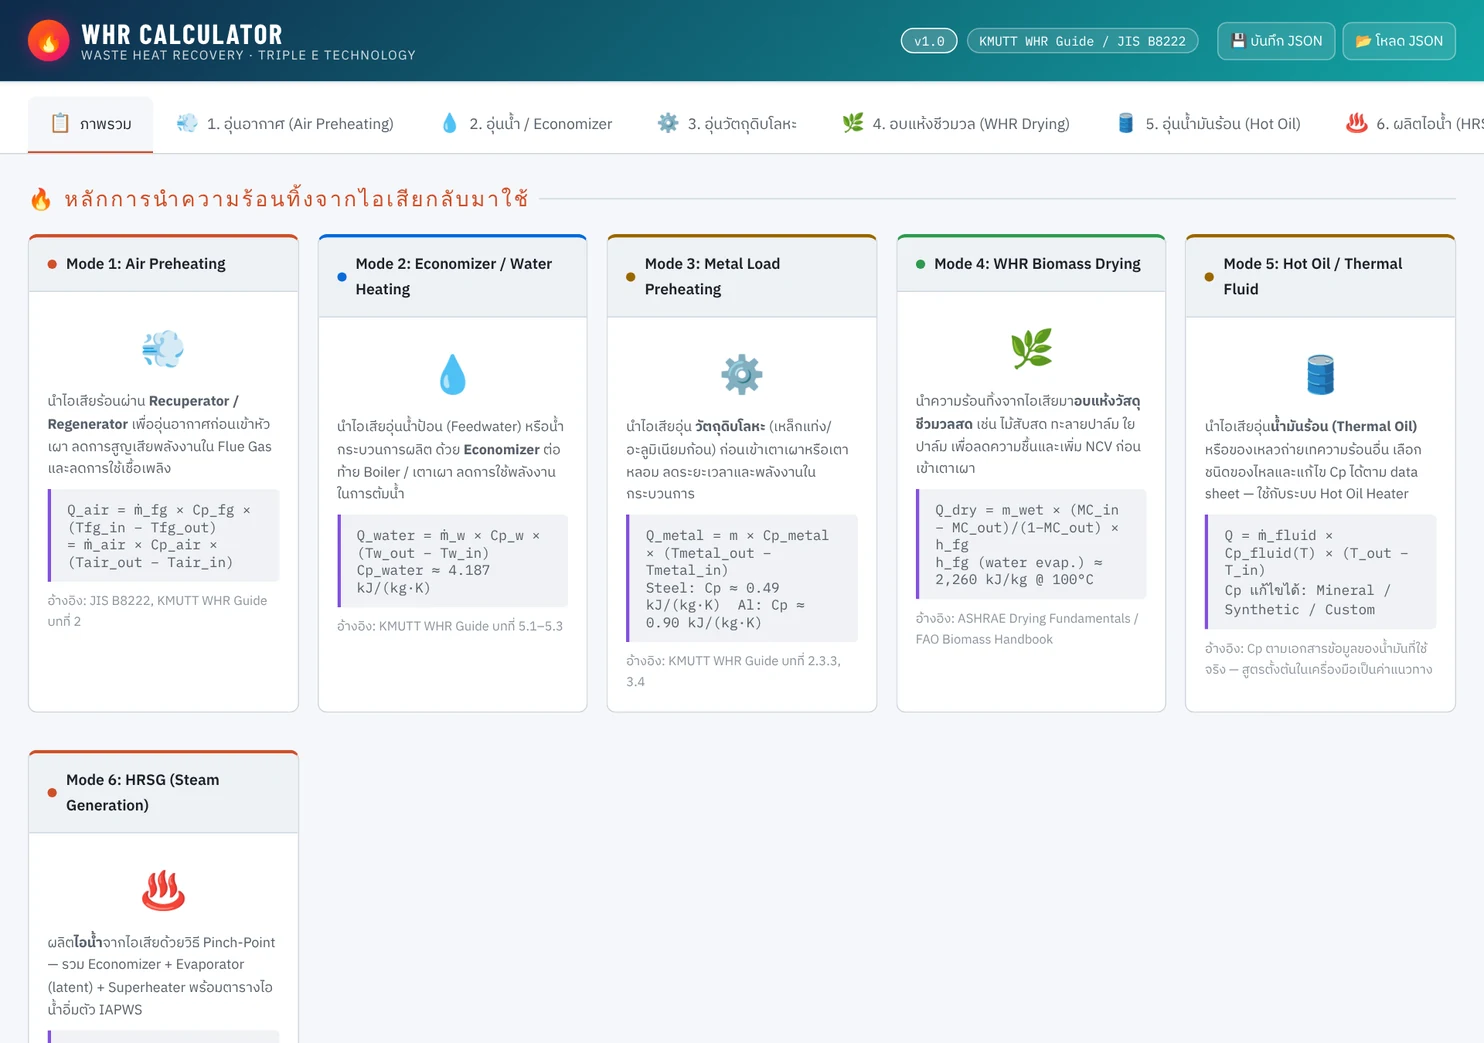 WHR CALCULATOR
WASTE HEAT RECOVERY · TRIPLE E TECHNOLOGY
v1.0
KMUTT WHR Guide / JIS B8222
💾 บันทึก JSON
📂 โหลด JSON
📋 ภาพรวม
1. อุ่นอากาศ (Air Preheating)
2. อุ่นน้ำ / Economizer
3. อุ่นวัตถุดิบโลหะ
4. อบแห้งชีวมวล (WHR Drying)
5. อุ่นน้ำมันร้อน (Hot Oil)
6. ผลิตไอน้ำ (HRS
หลักการนำความร้อนทิ้งจากไอเสียกลับมาใช้
Mode 1: Air Preheating
นำไอเสียร้อนผ่าน Recuperator /
Regenerator เพื่ออุ่นอากาศก่อนเข้าหัว
เผา ลดการสูญเสียพลังงานใน Flue Gas
และลดการใช้เชื้อเพลิง
Q_air = ṁ_fg × Cp_fg ×
(Tfg_in − Tfg_out)
= ṁ_air × Cp_air ×
(Tair_out − Tair_in)
อ้างอิง: JIS B8222, KMUTT WHR Guide
บทที่ 2
Mode 2: Economizer / Water
Heating
นำไอเสียอุ่นน้ำป้อน (Feedwater) หรือน้ำ
กระบวนการผลิต ด้วย Economizer ต่อ
ท้าย Boiler / เตาเผา ลดการใช้พลังงาน
ในการต้มน้ำ
Q_water = ṁ_w × Cp_w ×
(Tw_out − Tw_in)
Cp_water ≈ 4.187
kJ/(kg·K)
อ้างอิง: KMUTT WHR Guide บทที่ 5.1–5.3
Mode 3: Metal Load
Preheating
นำไอเสียอุ่น วัตถุดิบโลหะ (เหล็กแท่ง/
อะลูมิเนียมก้อน) ก่อนเข้าเตาเผาหรือเตา
หลอม ลดระยะเวลาและพลังงานใน
กระบวนการ
Q_metal = m × Cp_metal
× (Tmetal_out −
Tmetal_in)
Steel: Cp ≈ 0.49
kJ/(kg·K) Al: Cp ≈
0.90 kJ/(kg·K)
อ้างอิง: KMUTT WHR Guide บทที่ 2.3.3,
3.4
Mode 4: WHR Biomass Drying
นำความร้อนทิ้งจากไอเสียมาอบแห้งวัสดุ
ชีวมวลสด เช่น ไม้สับสด ทะลายปาล์ม ใย
ปาล์ม เพื่อลดความชื้นและเพิ่ม NCV ก่อน
เข้าเตาเผา
Q_dry = m_wet × (MC_in
− MC_out)/(1−MC_out) ×
h_fg
h_fg (water evap.) ≈
2,260 kJ/kg @ 100°C
อ้างอิง: ASHRAE Drying Fundamentals /
FAO Biomass Handbook
Mode 5: Hot Oil / Thermal
Fluid
นำไอเสียอุ่นน้ำมันร้อน (Thermal Oil)
หรือของเหลวถ่ายเทความร้อนอื่น เลือก
ชนิดของไหลและแก้ไข Cp ได้ตาม data
sheet — ใช้กับระบบ Hot Oil Heater
Q = ṁ_fluid ×
Cp_fluid(T) × (T_out −
T_in)
Cp แก้ไขได้: Mineral /
Synthetic / Custom
อ้างอิง: Cp ตามเอกสารข้อมูลของน้ำมันที่ใช้
จริง — สูตรตั้งต้นในเครื่องมือเป็นค่าแนวทาง
Mode 6: HRSG (Steam
Generation)
ผลิตไอน้ำจากไอเสียด้วยวิธี Pinch-Point
— รวม Economizer + Evaporator
(latent) + Superheater พร้อมตารางไอ
น้ำอิ่มตัว IAPWS